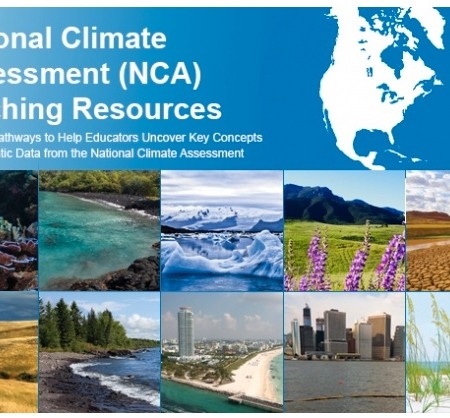 onal Climate
essment (NCA)
ching Resources
athways to Help Educators Uncover Key Concepts
tic Data from the National Climate Assessment